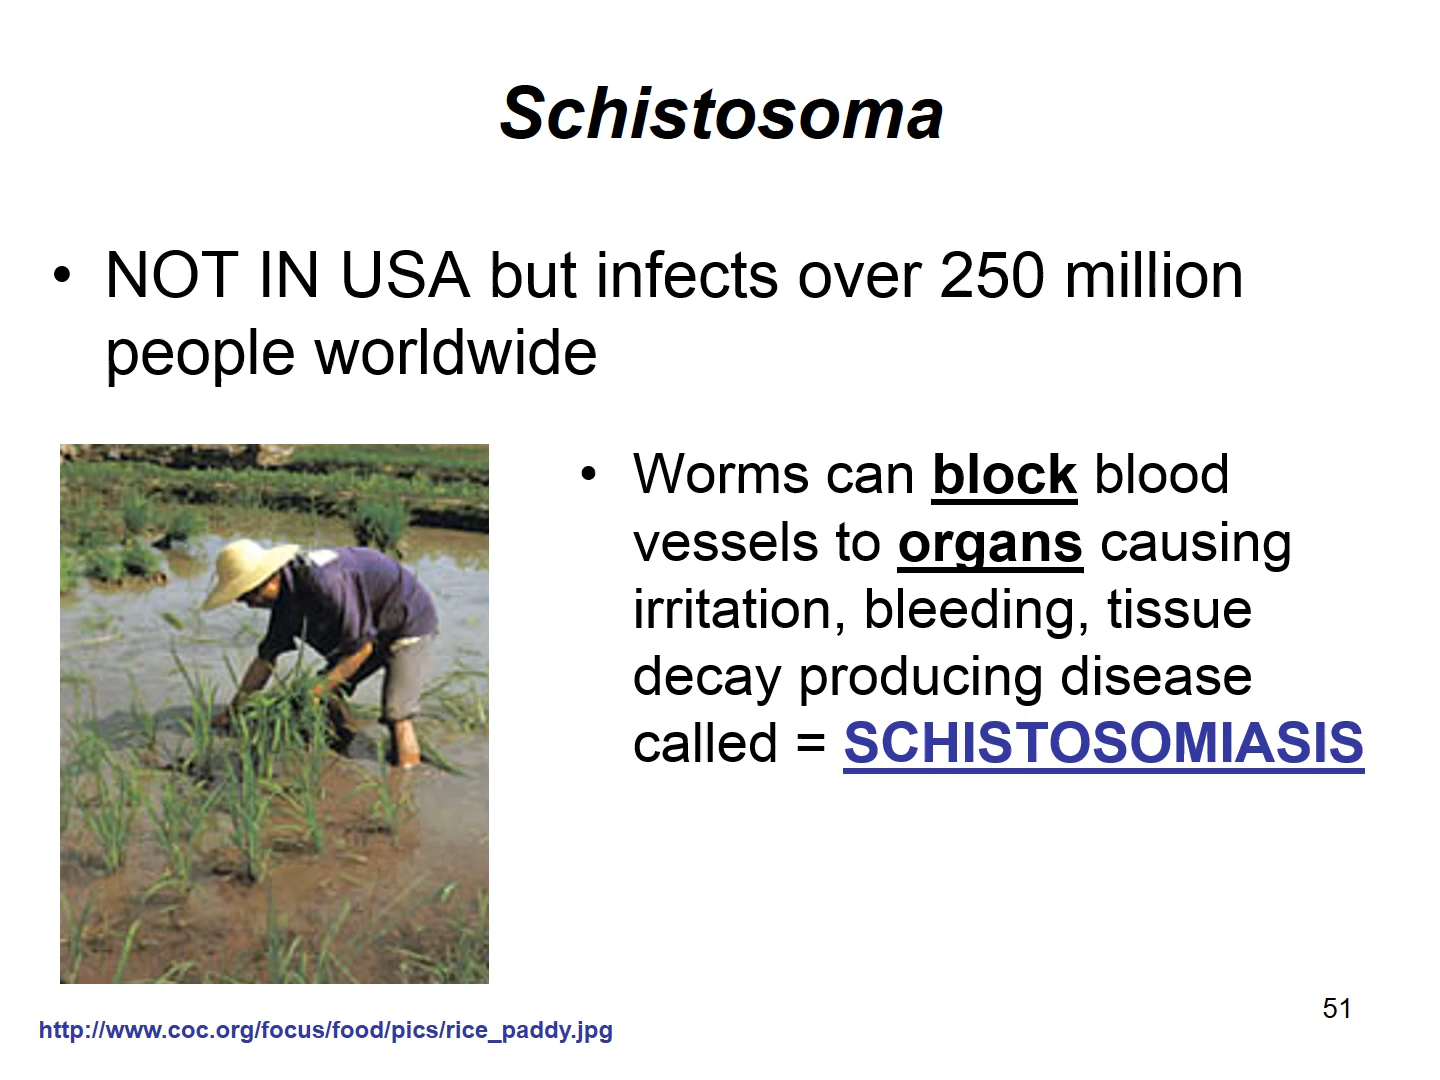 Schistosoma
• NOT IN USA but infects over 250 million
people worldwide
• Worms can block blood
vessels to organs causing
irritation, bleeding, tissue
decay producing disease
called = SCHISTOSOMIASIS
51
http://www.coc.org/focus/food/pics/rice_paddy.jpg